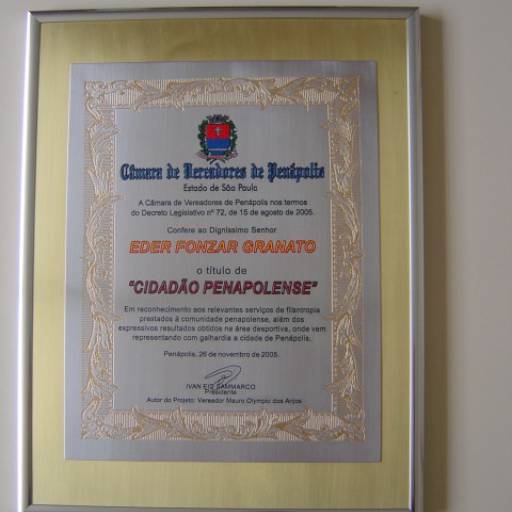 Câmara de Vereadores de Penápolis
Estado de São Paulo
A Câmara de Vereadores de Penápolis nos termos
do Decreto Legislativo nº 72, de 15 de agosto de 2005.
Confere ao Digníssimo Senhor
EDER FONZAR GRANATO
o título de
"CIDADÃO PENAPOLENSE"
Em reconhecimento aos relevantes serviços de filantropia
prestados à comunidade penapolense, além dos
expressivos resultados obtidos na área desportiva, onde vem
representando com galhardia a cidade de Penápolis.
Penápolis, 26 de novembro de 2005.
IVAN EID SAMMARCO
Presidente
Autor do Projeto: Vereador Mauro Olympio dos Anjos